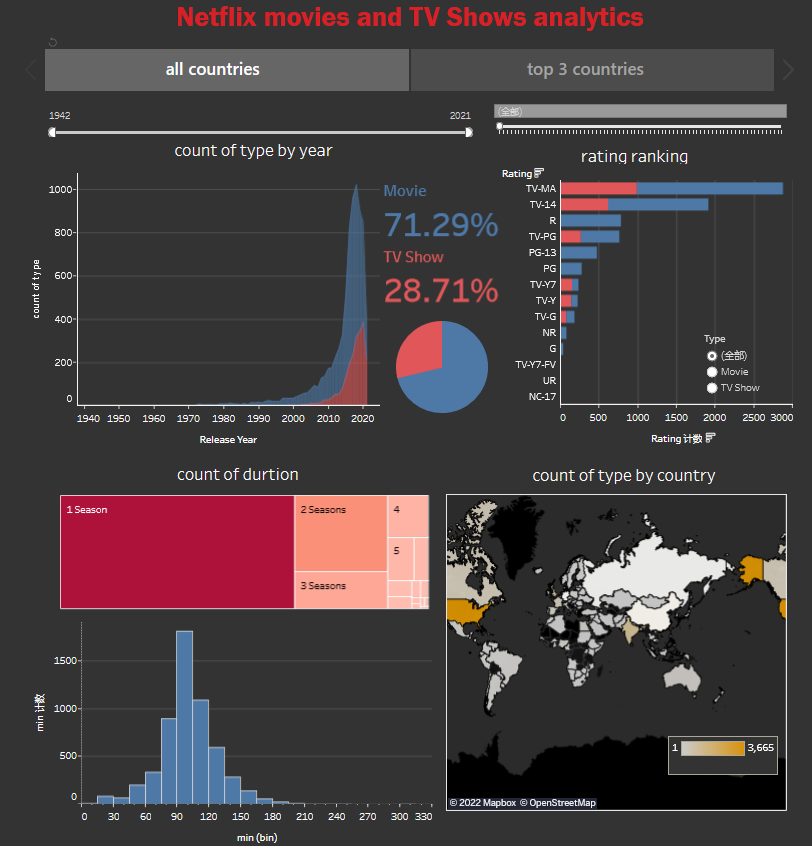 Netflix movies and TV Shows analytics
all countries
top 3 countries
1942
2021
(全部)
count of type by year
count of type
1000
800
600
400
200
0
1940 1950 1960 1970 1980 1990 2000 2010 2020
Release Year
Movie
71.29%
TV Show
28.71%
rating ranking
Rating
TV-MA
TV-14
R
TV-PG
PG-13
PG
TV-Y7
TV-Y
TV-G
NR
G
TV-Y7-FV
UR
NC-17
0 500 1000 1500 2000 2500 3000
Rating 计数
Type
(全部)
Movie
TV Show
count of durtion
1 Season
2 Seasons
3 Seasons
4
5
min 计数
1500
1000
500
0
0 30 60 90 120 150 180 210 240 270 300 330
min (bin)
count of type by country
1
3,665
© 2022 Mapbox © OpenStreetMap